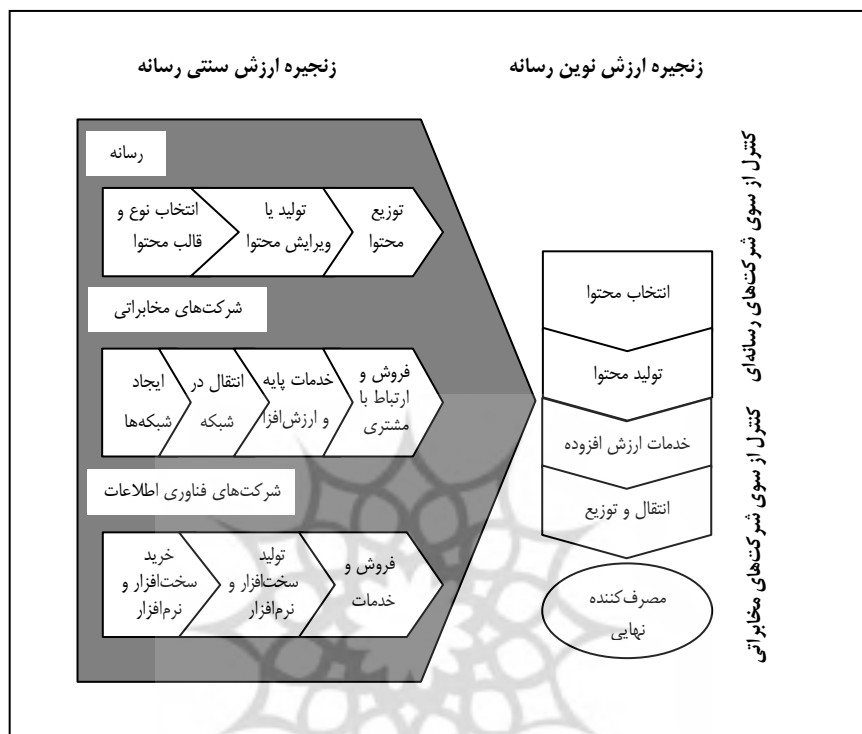 زنجیره ارزش نوین رسانه
زنجیره ارزش سنتی رسانه
رسانه
انتخاب نوع و
قالب محتوا
تولید یا
ویرایش محتوا
توزیع
محتوا
شرکت‌های مخابراتی
ایجاد
شبکه‌ها
انتقال در
شبکه
خدمات پایه
و ارزش‌افزا
فروش و
ارتباط با
مشتری
شرکت‌های فناوری اطلاعات
خرید
سخت‌افزار و
نرم‌افزار
تولید
سخت‌افزار و
نرم‌افزار
فروش و
خدمات
انتخاب محتوا
تولید محتوا
خدمات ارزش افزوده
انتقال و توزیع
مصرف‌کننده
نهایی
کنترل از سوی شرکت‌های رسانه‌ای
کنترل از سوی شرکت‌های مخابراتی